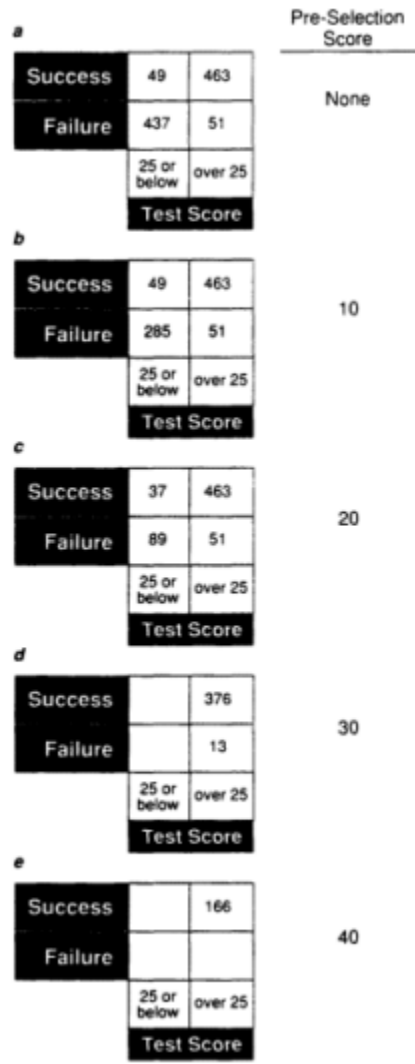 Pre-Selection
Score
a
Success 49 463
Failure 437 51
25 or
below over 25
Test Score
None
b
Success 49 463
Failure 285 51
25 or
below over 25
Test Score
10
c
Success 37 463
Failure 89 51
25 or
below over 25
Test Score
20
d
Success 376
Failure 13
25 or
below over 25
Test Score
30
e
Success 166
Failure
25 or
below over 25
Test Score
40